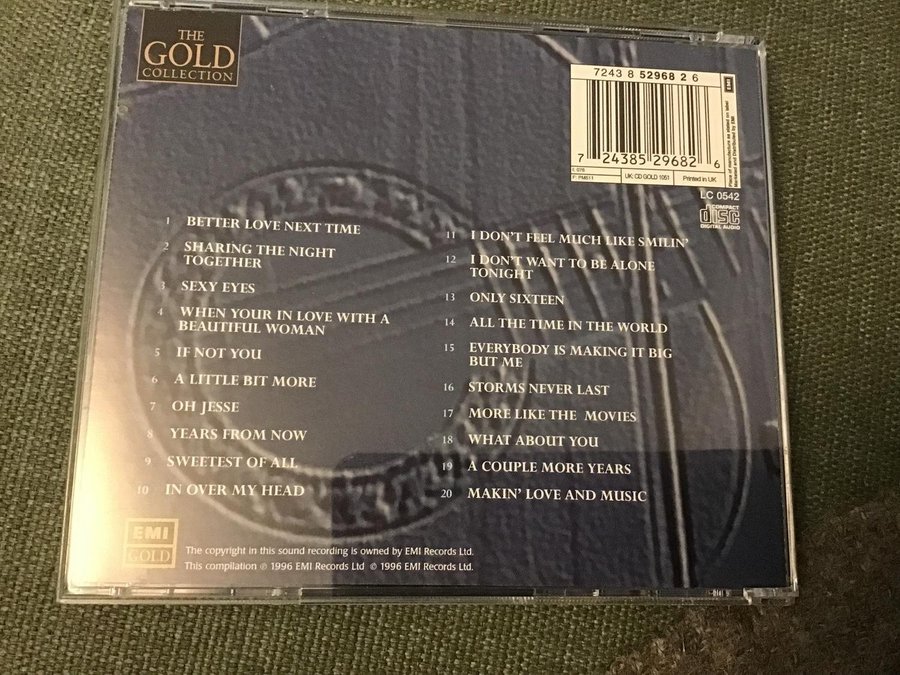 THE
GOLD
COLLECTION
7243 8 52968 2 6
EMI
7 24385 29682 6
UK: CD GOLD 1051
Printed in UK
LC 0542
COMPACT
disc
DIGITAL AUDIO
1 BETTER LOVE NEXT TIME
2 SHARING THE NIGHT
TOGETHER
3 SEXY EYES
4 WHEN YOUR IN LOVE WITH A
BEAUTIFUL WOMAN
5 IF NOT YOU
6 A LITTLE BIT MORE
7 OH JESSE
8 YEARS FROM NOW
9 SWEETEST OF ALL
10 IN OVER MY HEAD
11 I DON'T FEEL MUCH LIKE SMILIN'
12 I DON'T WANT TO BE ALONE
TONIGHT
13 ONLY SIXTEEN
14 ALL THE TIME IN THE WORLD
15 EVERYBODY IS MAKING IT BIG
BUT ME
16 STORMS NEVER LAST
17 MORE LIKE THE MOVIES
18 WHAT ABOUT YOU
19 A COUPLE MORE YEARS
20 MAKIN' LOVE AND MUSIC
EMI
GOLD
The copyright in this sound recording is owned by EMI Records Ltd.
This compilation ℗ 1996 EMI Records Ltd © 1996 EMI Records Ltd.